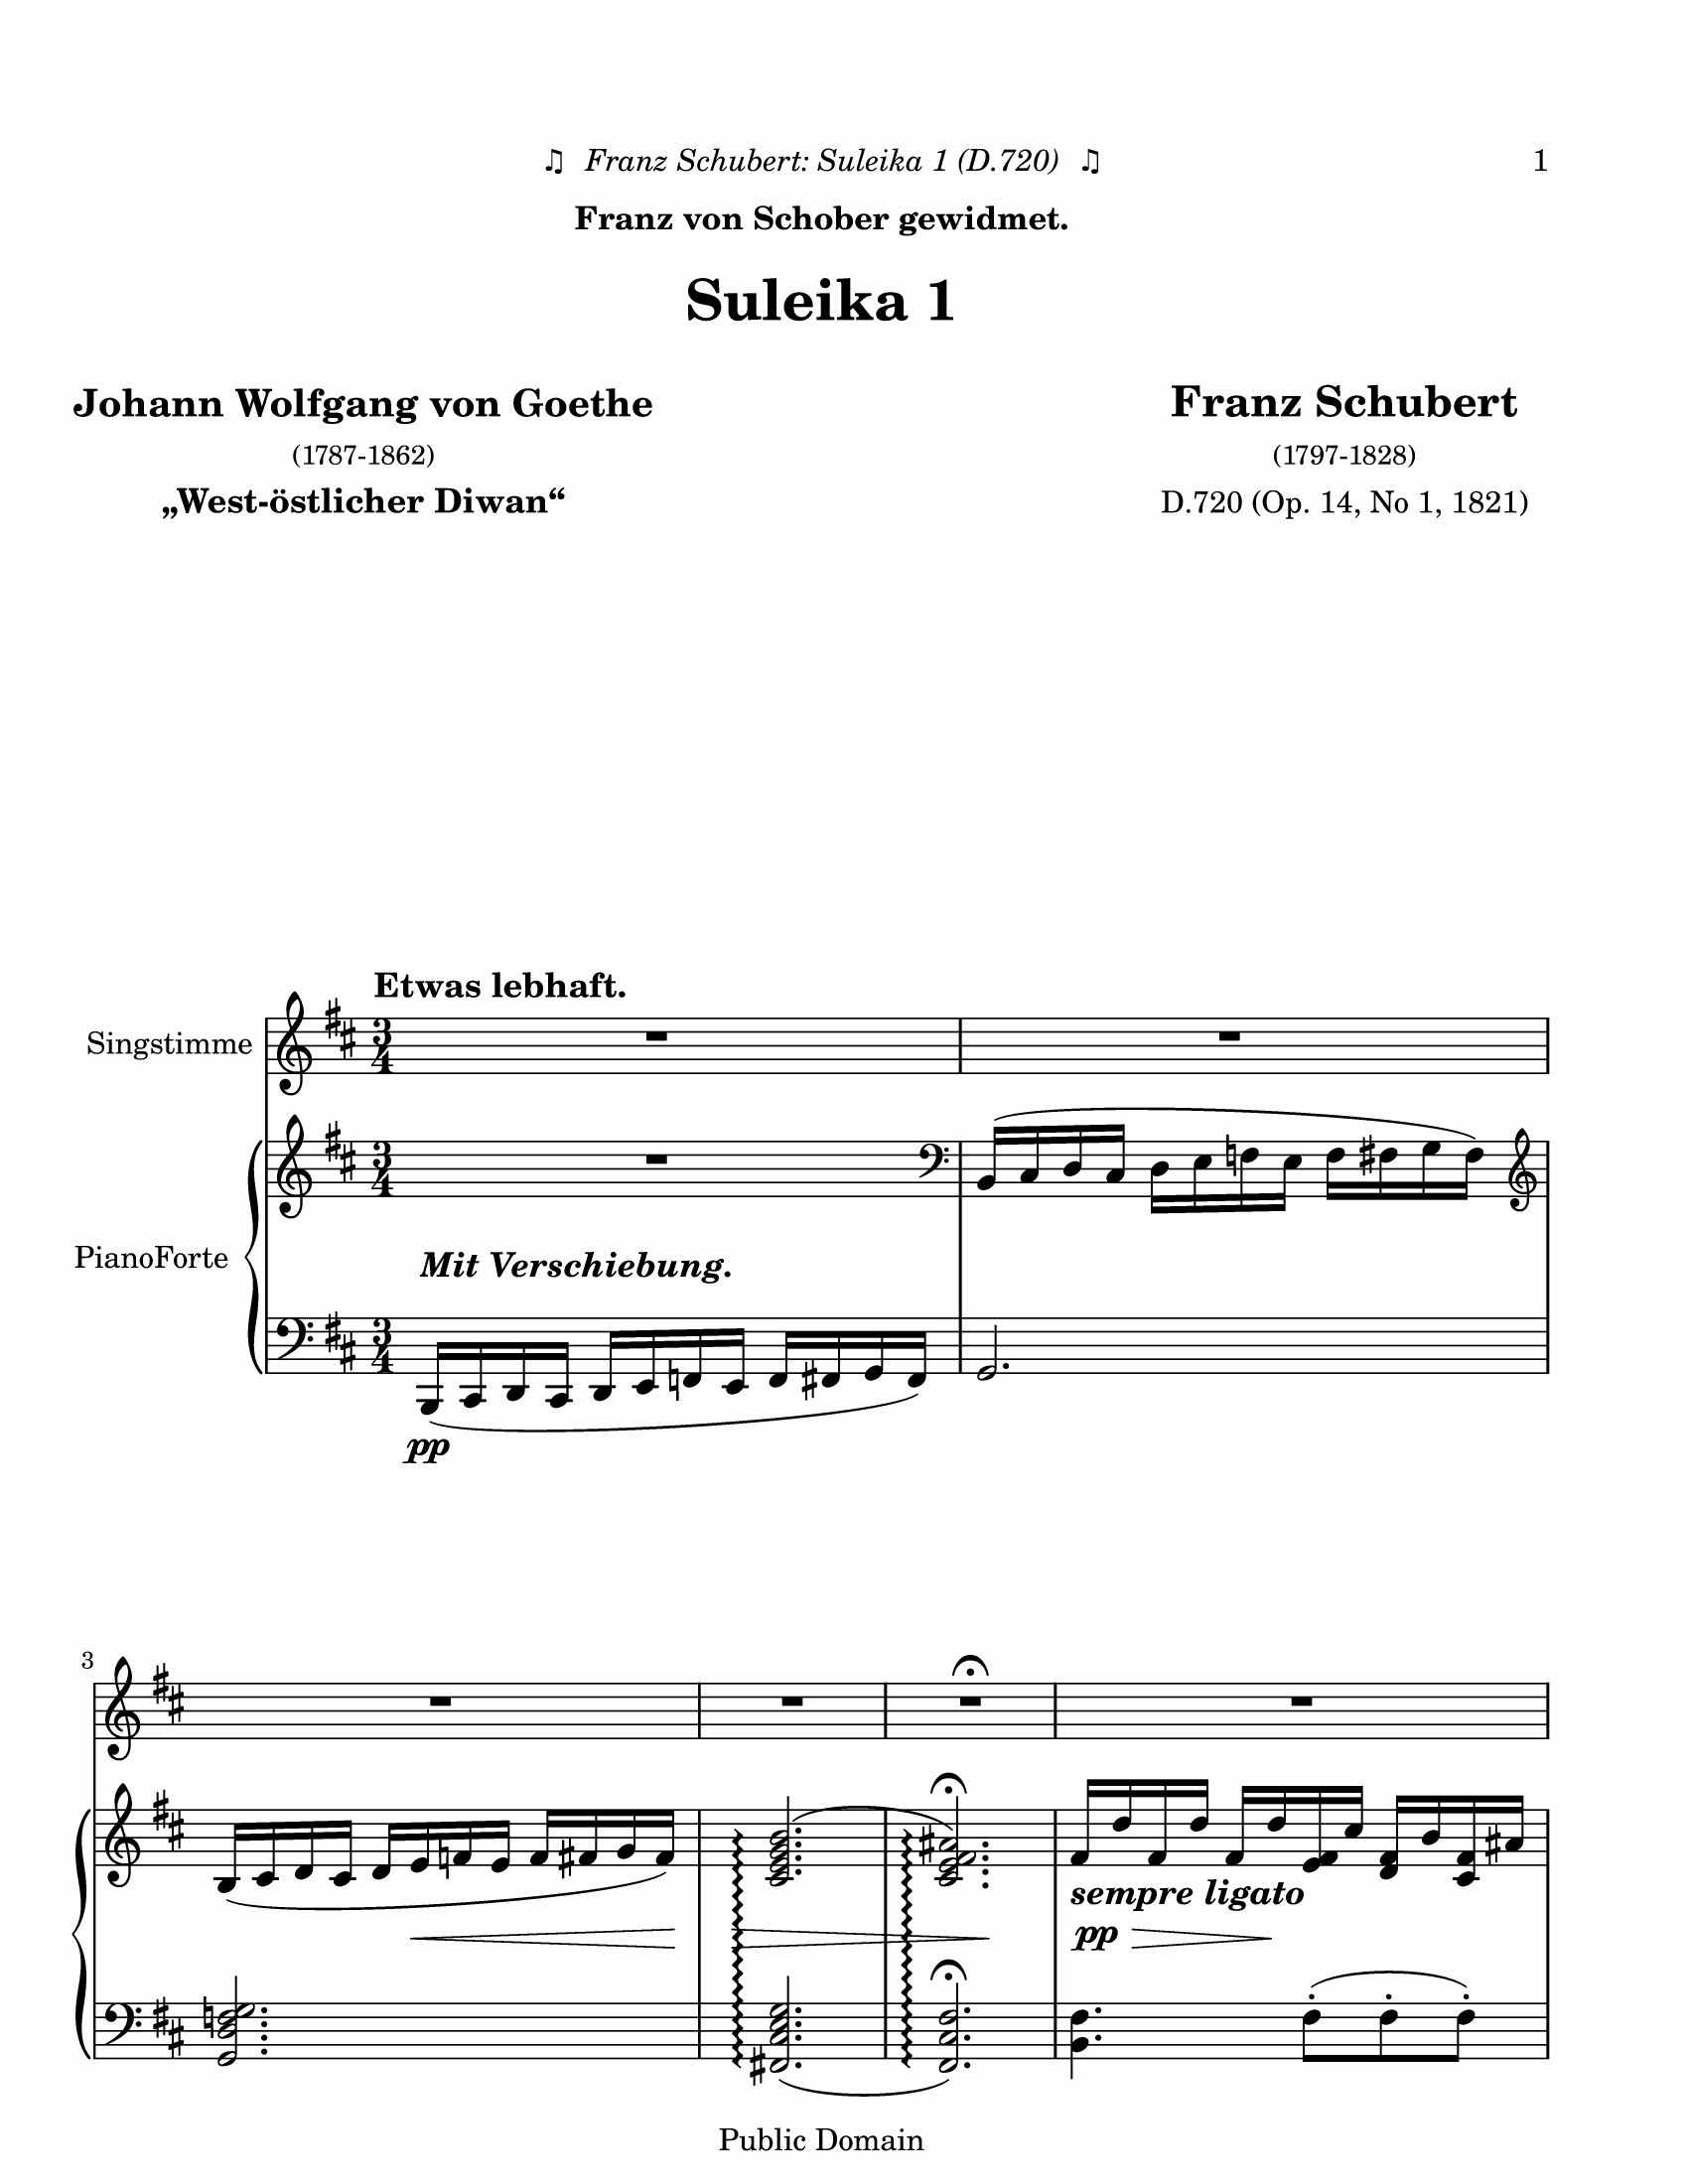 ♫ Franz Schubert: Suleika 1 (D.720) ♫ 1
Franz von Schober gewidmet.
Suleika 1
Johann Wolfgang von Goethe
(1787-1862)
„West-östlicher Diwan“
Franz Schubert
(1797-1828)
D.720 (Op. 14, No 1, 1821)
Etwas lebhaft.
Singstimme
PianoForte
Mit Verschiebung.
pp
3
sempre ligato
pp
Public Domain